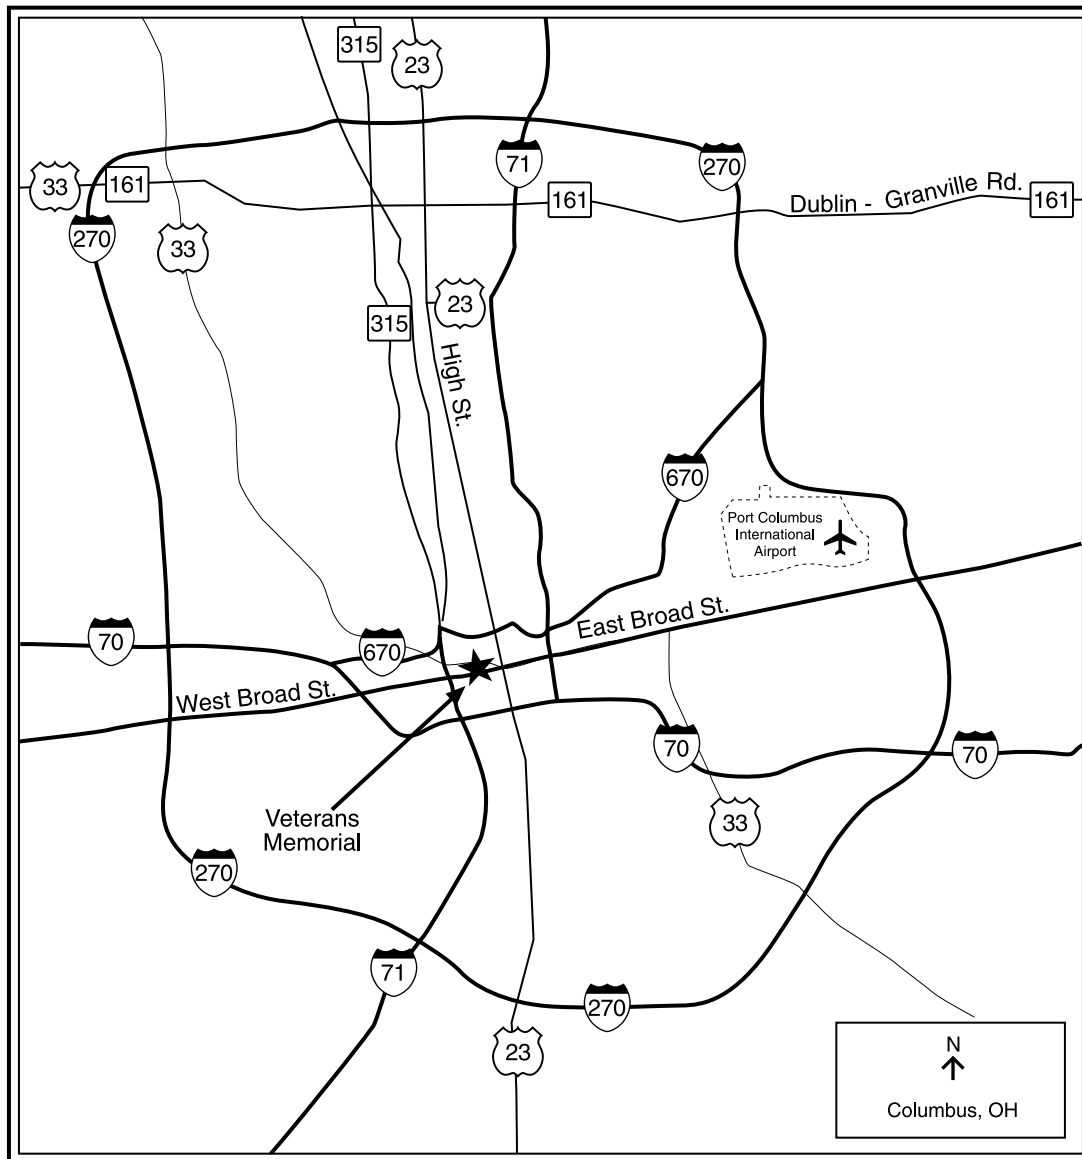 315
23
71
270
33
161
161
Dublin - Granville Rd.
161
270
33
23
315
High St.
670
Port Columbus
International
Airport
East Broad St.
70
670
West Broad St.
70
70
Veterans
Memorial
33
270
71
270
23
N
Columbus, OH